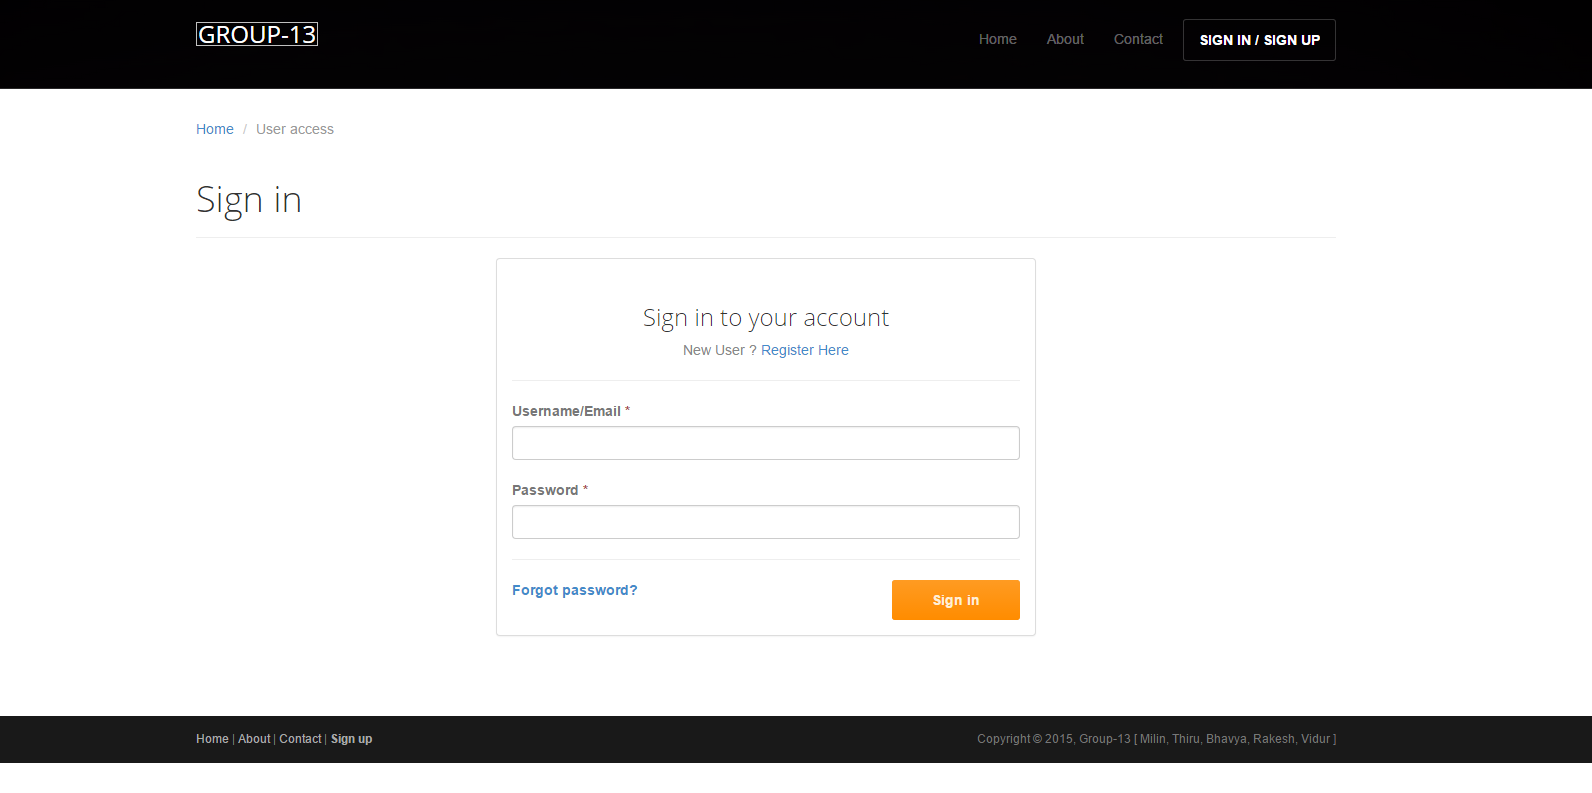 GROUP-13
Home About Contact SIGN IN / SIGN UP
Home / User access
Sign in
Sign in to your account
New User ? Register Here
Username/Email *
Password *
Forgot password? Sign in
Home | About | Contact | Sign up Copyright © 2015, Group-13 [ Milin, Thiru, Bhavya, Rakesh, Vidur ]